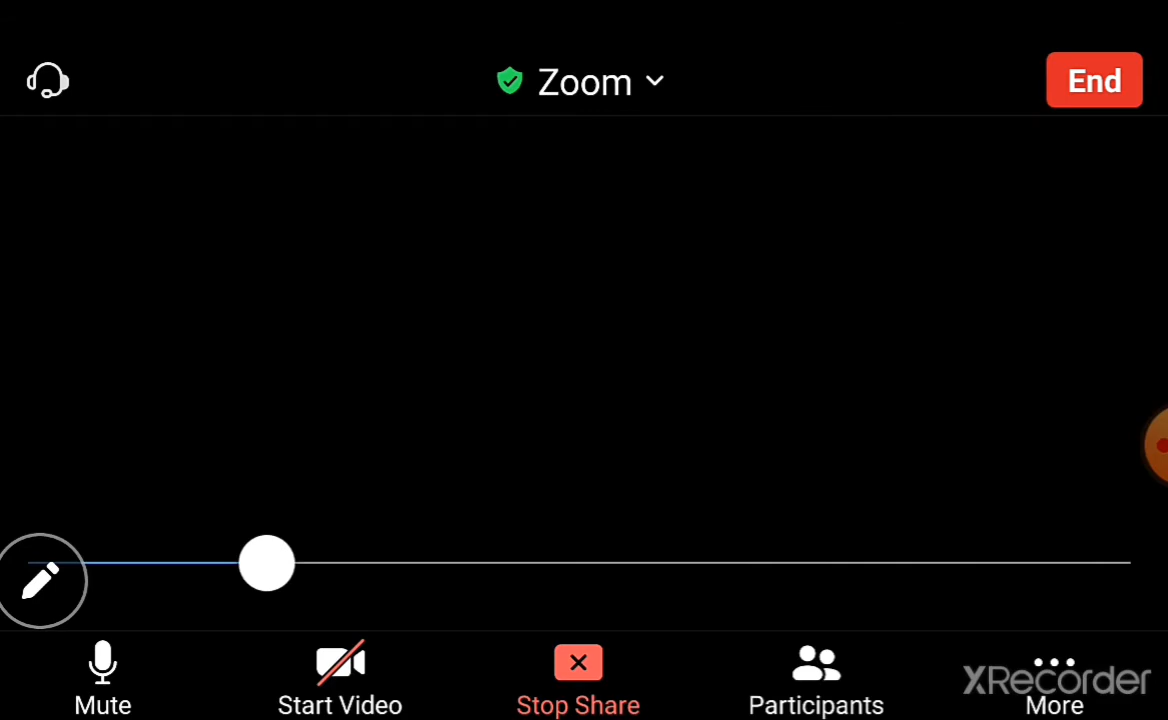 Zoom
End
Mute
Start Video
Stop Share
Participants
More
XRecorder